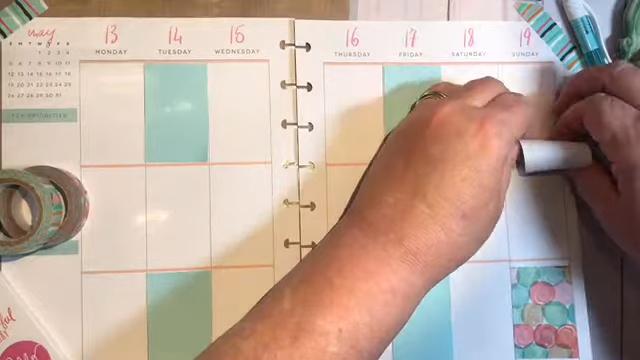 may
13 14 15 16 17 18 19
MONDAY TUESDAY WEDNESDAY THURSDAY FRIDAY SATURDAY SUNDAY
1 2 3 4
5 6 7 8 9 10 11
12 13 14 15 16 17 18
19 20 21 22 23 24 25
26 27 28 29 30 31
TOP PRIORITIES